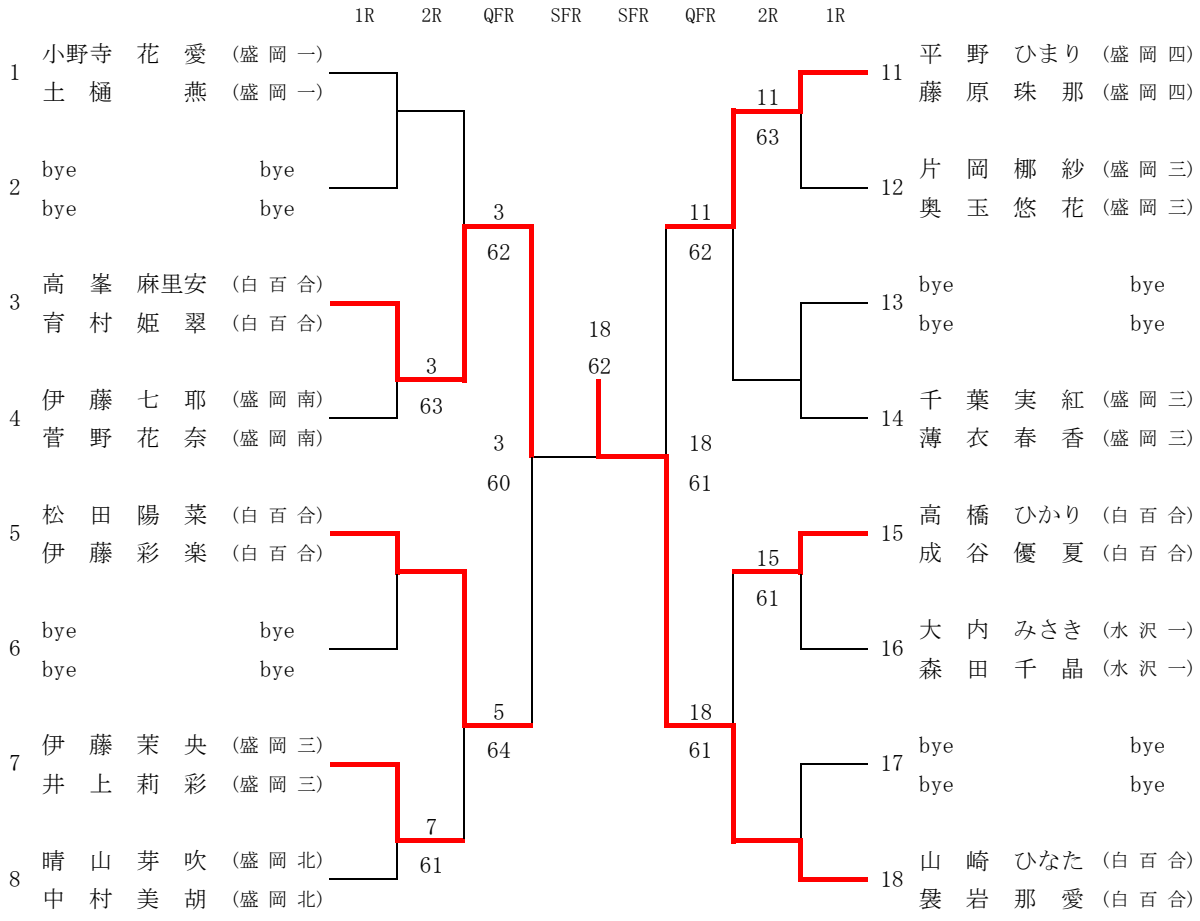 1R 2R QFR SFR SFR QFR 2R 1R
1 小野寺 花 愛 (盛 岡 一)
土 樋 燕 (盛 岡 一)
2 bye bye
bye bye
3 高 峯 麻里安 (白 百 合)
育 村 姫 翠 (白 百 合)
4 伊 藤 七 耶 (盛 岡 南)
菅 野 花 奈 (盛 岡 南)
5 松 田 陽 菜 (白 百 合)
伊 藤 彩 楽 (白 百 合)
6 bye bye
bye bye
7 伊 藤 茉 央 (盛 岡 三)
井 上 莉 彩 (盛 岡 三)
8 晴 山 芽 吹 (盛 岡 北)
中 村 美 胡 (盛 岡 北)
3
63
7
61
3
62
5
64
3
60
18
62
18
61
11
62
18
61
11
63
15
61
11 平 野 ひまり (盛 岡 四)
藤 原 珠 那 (盛 岡 四)
12 片 岡 梛 紗 (盛 岡 三)
奥 玉 悠 花 (盛 岡 三)
13 bye bye
bye bye
14 千 葉 実 紅 (盛 岡 三)
薄 衣 春 香 (盛 岡 三)
15 高 橋 ひかり (白 百 合)
成 谷 優 夏 (白 百 合)
16 大 内 みさき (水 沢 一)
森 田 千 晶 (水 沢 一)
17 bye bye
bye bye
18 山 崎 ひなた (白 百 合)
袰 岩 那 愛 (白 百 合)